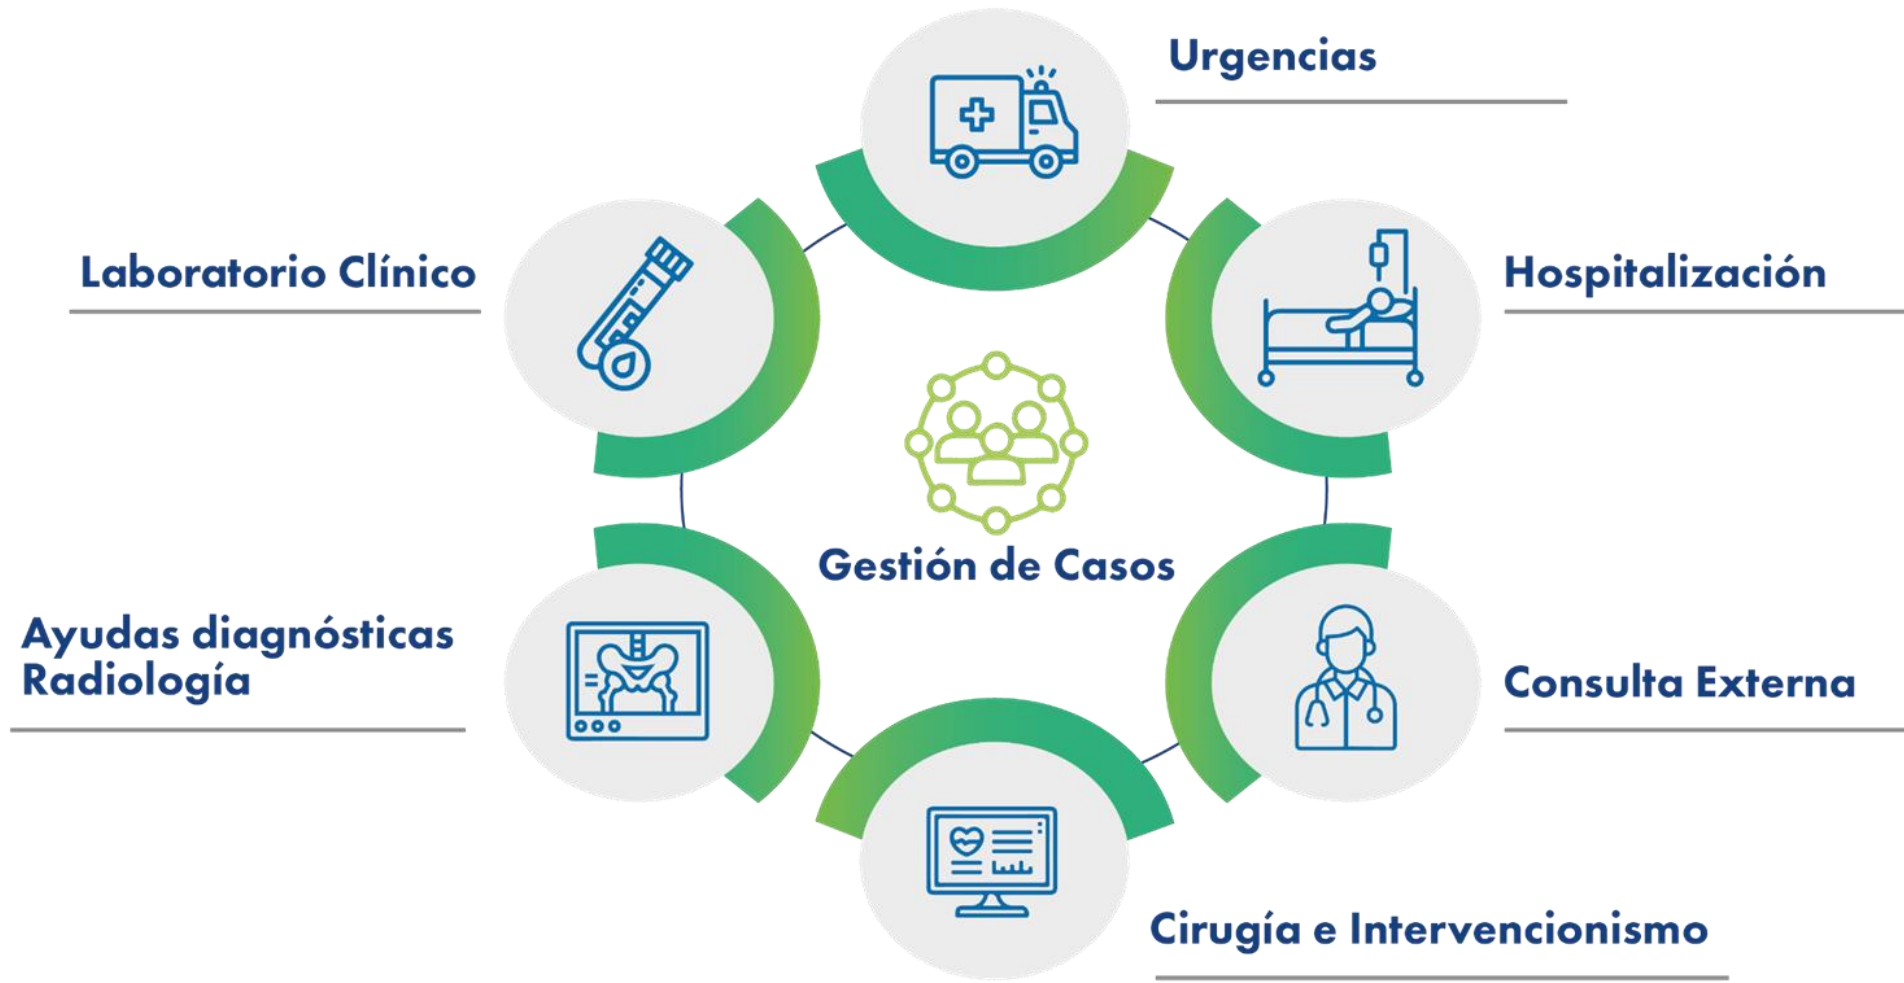 Urgencias
Laboratorio Clínico
Hospitalización
Gestión de Casos
Ayudas diagnósticas
Radiología
Consulta Externa
Cirugía e Intervencionismo